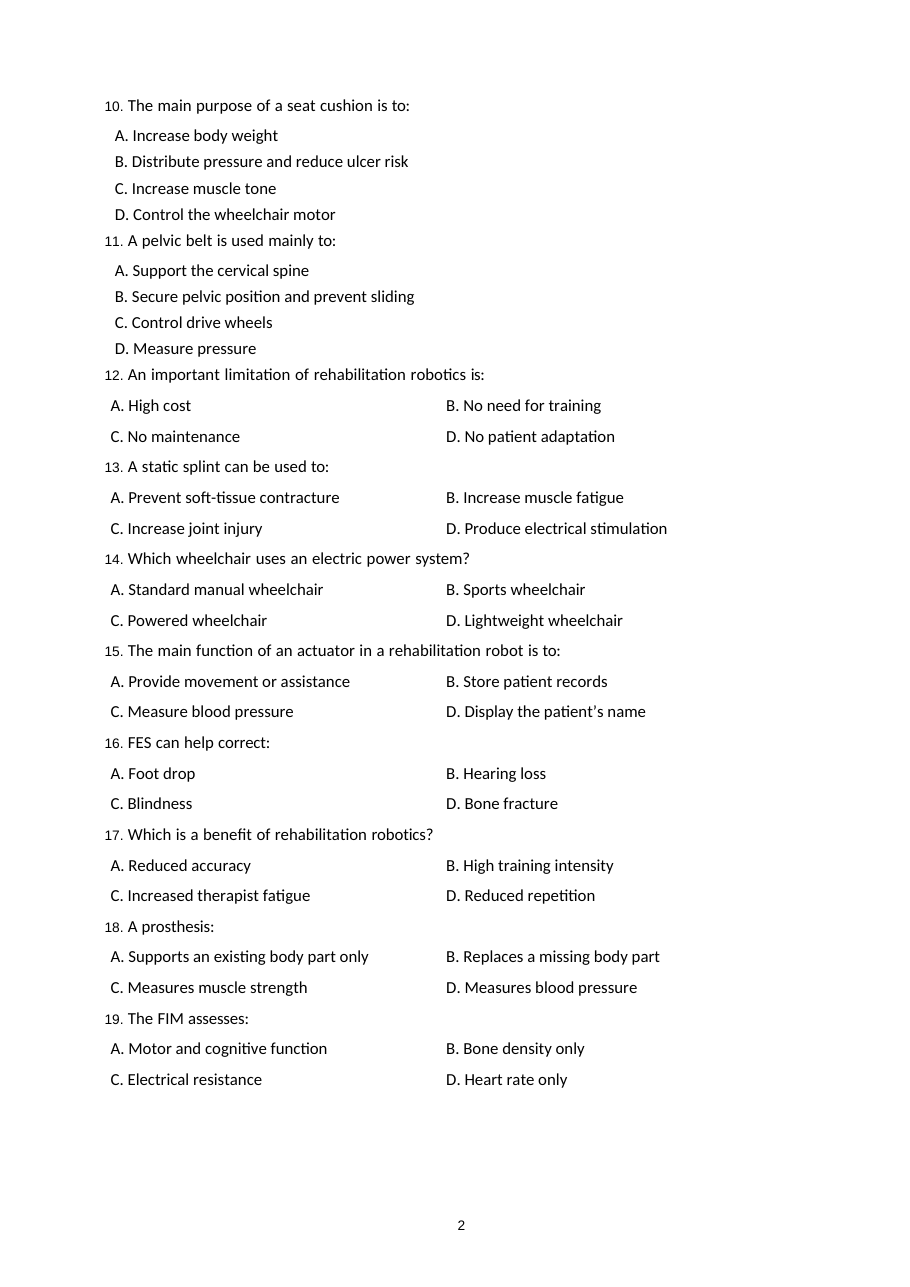 10. The main purpose of a seat cushion is to:
A. Increase body weight
B. Distribute pressure and reduce ulcer risk
C. Increase muscle tone
D. Control the wheelchair motor
11. A pelvic belt is used mainly to:
A. Support the cervical spine
B. Secure pelvic position and prevent sliding
C. Control drive wheels
D. Measure pressure
12. An important limitation of rehabilitation robotics is:
A. High cost B. No need for training
C. No maintenance D. No patient adaptation
13. A static splint can be used to:
A. Prevent soft-tissue contracture B. Increase muscle fatigue
C. Increase joint injury D. Produce electrical stimulation
14. Which wheelchair uses an electric power system?
A. Standard manual wheelchair B. Sports wheelchair
C. Powered wheelchair D. Lightweight wheelchair
15. The main function of an actuator in a rehabilitation robot is to:
A. Provide movement or assistance B. Store patient records
C. Measure blood pressure D. Display the patient’s name
16. FES can help correct:
A. Foot drop B. Hearing loss
C. Blindness D. Bone fracture
17. Which is a benefit of rehabilitation robotics?
A. Reduced accuracy B. High training intensity
C. Increased therapist fatigue D. Reduced repetition
18. A prosthesis:
A. Supports an existing body part only B. Replaces a missing body part
C. Measures muscle strength D. Measures blood pressure
19. The FIM assesses:
A. Motor and cognitive function B. Bone density only
C. Electrical resistance D. Heart rate only
2